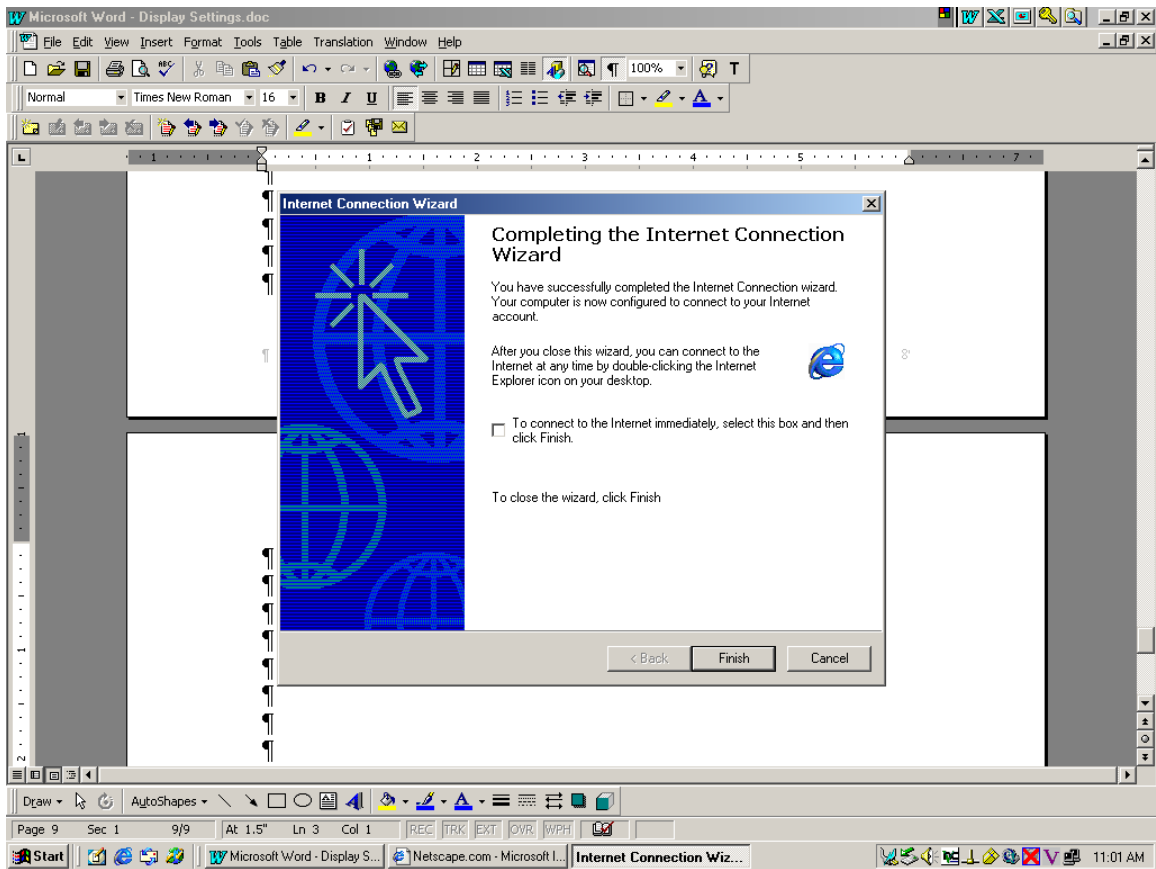 Microsoft Word - Display Settings.doc
File Edit View Insert Format Tools Table Translation Window Help
100%
Normal Times New Roman 16 B I U
1 1 2 3 4 5 7
Internet Connection Wizard
Completing the Internet Connection
Wizard
You have successfully completed the Internet Connection wizard.
Your computer is now configured to connect to your Internet
account.
After you close this wizard, you can connect to the
Internet at any time by double-clicking the Internet
Explorer icon on your desktop.
To connect to the Internet immediately, select this box and then
click Finish.
To close the wizard, click Finish
< Back Finish Cancel
Draw AutoShapes
Page 9 Sec 1 9/9 At 1.5" Ln 3 Col 1 REC TRK EXT OVR WPH
Start Microsoft Word - Display S... Netscape.com - Microsoft I... Internet Connection Wiz... 11:01 AM